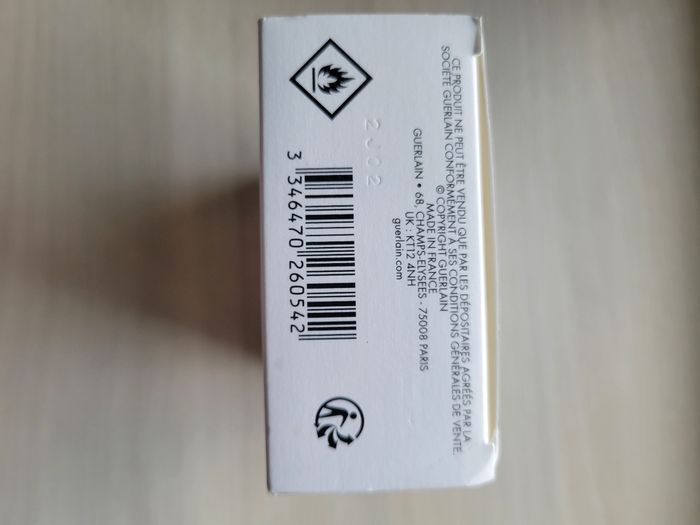 CE PRODUIT NE PEUT ÊTRE VENDU QUE PAR LES DÉPOSITAIRES AGRÉÉS PAR LA
SOCIÉTÉ GUERLAIN CONFORMÉMENT À SES CONDITIONS GÉNÉRALES DE VENTE.
© COPYRIGHT GUERLAIN
MADE IN FRANCE
GUERLAIN • 68, CHAMPS-ELYSEES - 75008 PARIS
UK : KT12 4NH
guerlain.com
3 346470 260542